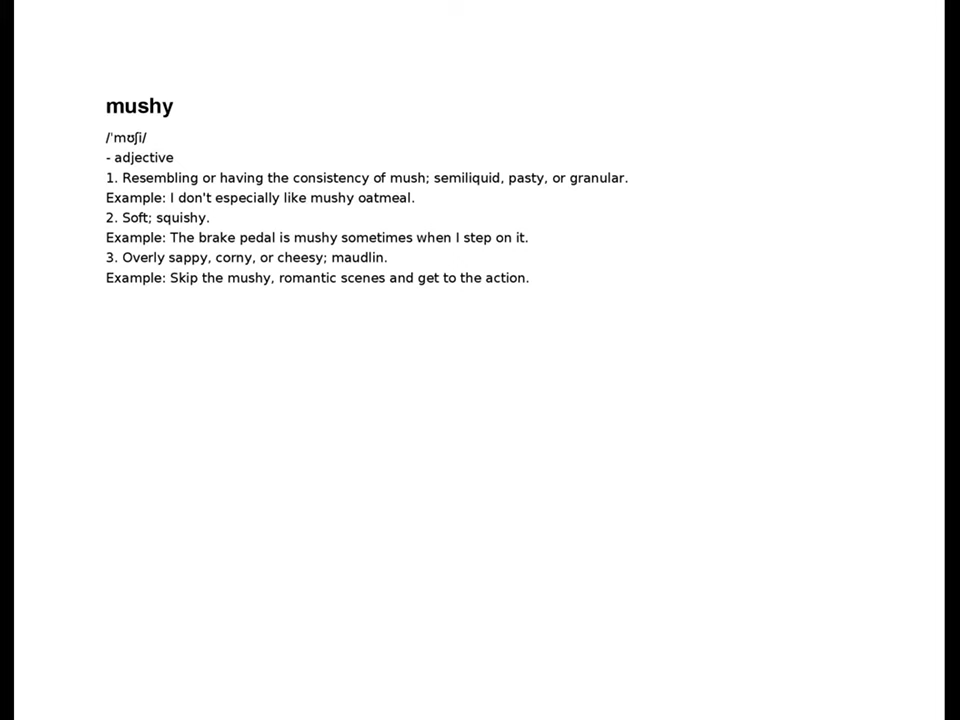 mushy
/ˈmʊʃi/
- adjective
1. Resembling or having the consistency of mush; semiliquid, pasty, or granular.
Example: I don't especially like mushy oatmeal.
2. Soft; squishy.
Example: The brake pedal is mushy sometimes when I step on it.
3. Overly sappy, corny, or cheesy; maudlin.
Example: Skip the mushy, romantic scenes and get to the action.